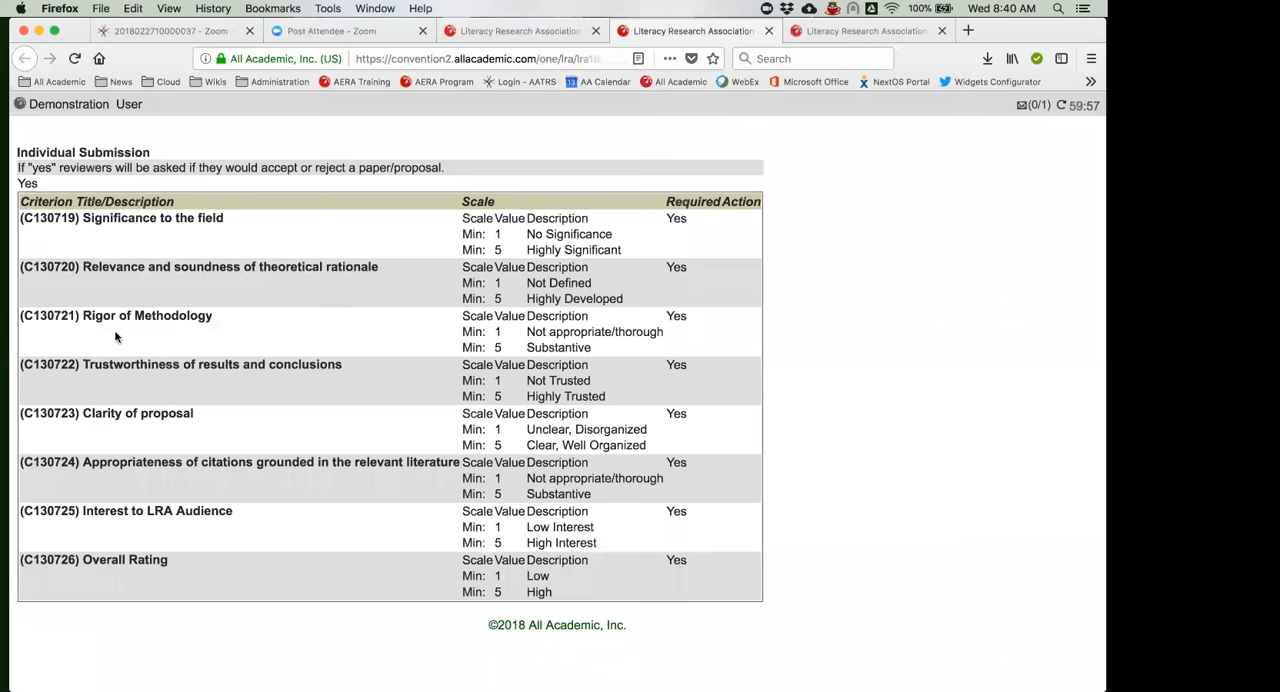 Firefox File Edit View History Bookmarks Tools Window Help 100% Wed 8:40 AM
2018022710000037 - Zoom Post Attendee - Zoom Literacy Research Association Literacy Research Association Literacy Research Association
All Academic, Inc. (US) https://convention2.allacademic.com/one/lra/lra18 Search
All Academic News Cloud Wikis Administration AERA Training AERA Program Login - AATRS 13 AA Calendar All Academic WebEx Microsoft Office NextOS Portal Widgets Configurator
Demonstration User (0/1) 59:57
Individual Submission
If "yes" reviewers will be asked if they would accept or reject a paper/proposal.
Yes
Criterion Title/Description Scale Required Action
(C130719) Significance to the field Scale Value Description Yes
Min: 1 No Significance
Min: 5 Highly Significant
(C130720) Relevance and soundness of theoretical rationale Scale Value Description Yes
Min: 1 Not Defined
Min: 5 Highly Developed
(C130721) Rigor of Methodology Scale Value Description Yes
Min: 1 Not appropriate/thorough
Min: 5 Substantive
(C130722) Trustworthiness of results and conclusions Scale Value Description Yes
Min: 1 Not Trusted
Min: 5 Highly Trusted
(C130723) Clarity of proposal Scale Value Description Yes
Min: 1 Unclear, Disorganized
Min: 5 Clear, Well Organized
(C130724) Appropriateness of citations grounded in the relevant literature Scale Value Description Yes
Min: 1 Not appropriate/thorough
Min: 5 Substantive
(C130725) Interest to LRA Audience Scale Value Description Yes
Min: 1 Low Interest
Min: 5 High Interest
(C130726) Overall Rating Scale Value Description Yes
Min: 1 Low
Min: 5 High
©2018 All Academic, Inc.